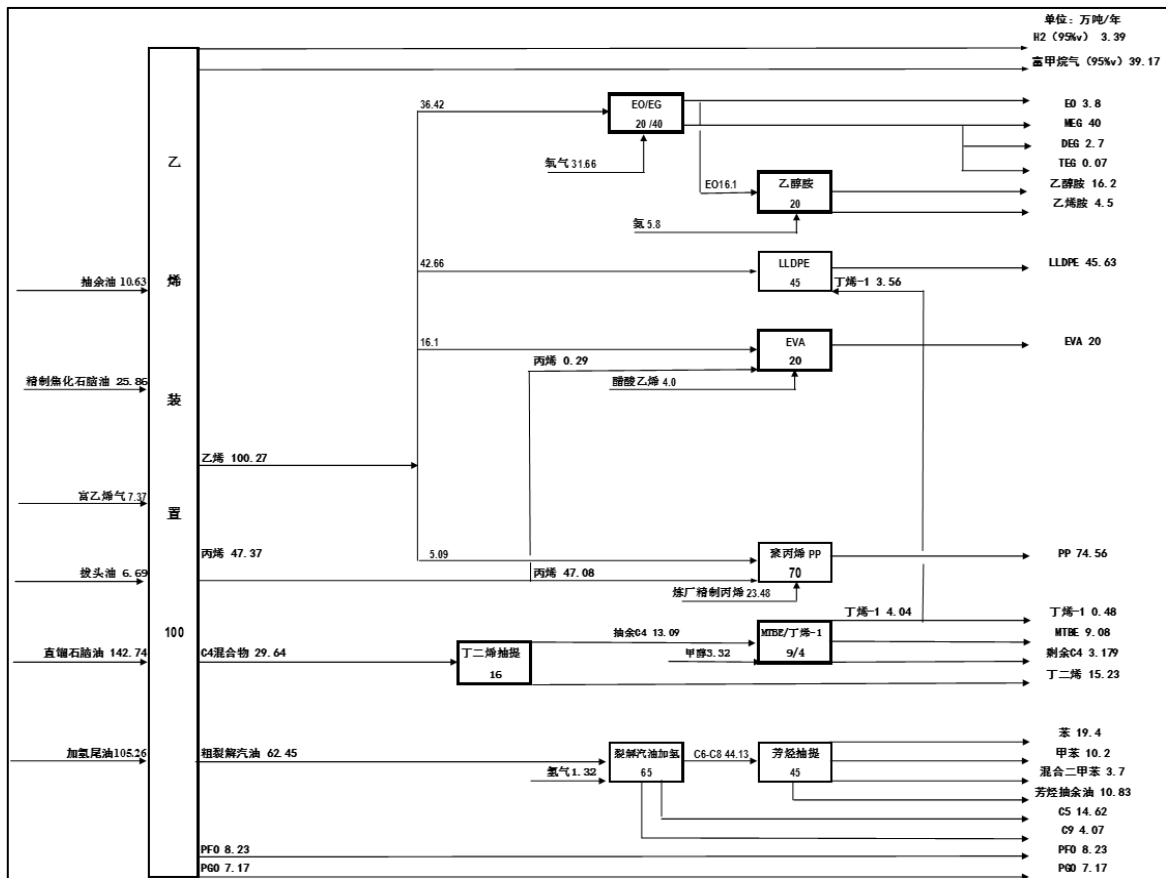 单位: 万吨/年
H2 (95%v) 3.39
富甲烷气 (95%v) 39.17
36.42
EO/EG
20 /40
EO 3.8
MEG 40
DEG 2.7
TEG 0.07
氧气 31.66
EO16.1
乙醇胺
20
乙醇胺 16.2
乙烯胺 4.5
氨 5.8
42.66
LLDPE
45
LLDPE 45.63
丁烯-1 3.56
16.1
丙烯 0.29
EVA
20
EVA 20
醋酸乙烯 4.0
乙
烯
装
置
100
抽余油 10.63
精制焦化石脑油 25.86
富乙烯气 7.37
拔头油 6.69
直馏石脑油 142.74
加氢尾油105.26
乙烯 100.27
丙烯 47.37
5.09
丙烯 47.08
聚丙烯 PP
70
PP 74.56
炼厂精制丙烯 23.48
C4混合物 29.64
丁二烯抽提
16
抽余C4 13.09
甲醇3.32
MTBE/丁烯-1
9/4
丁烯-1 4.04
丁烯-1 0.48
MTBE 9.08
剩余C4 3.179
丁二烯 15.23
粗裂解汽油 62.45
氢气1.32
裂解汽油加氢
65
C6-C8 44.13
芳烃抽提
45
苯 19.4
甲苯 10.2
混合二甲苯 3.7
芳烃抽余油 10.83
C5 14.62
C9 4.07
PFO 8.23
PFO 8.23
PGO 7.17
PGO 7.17